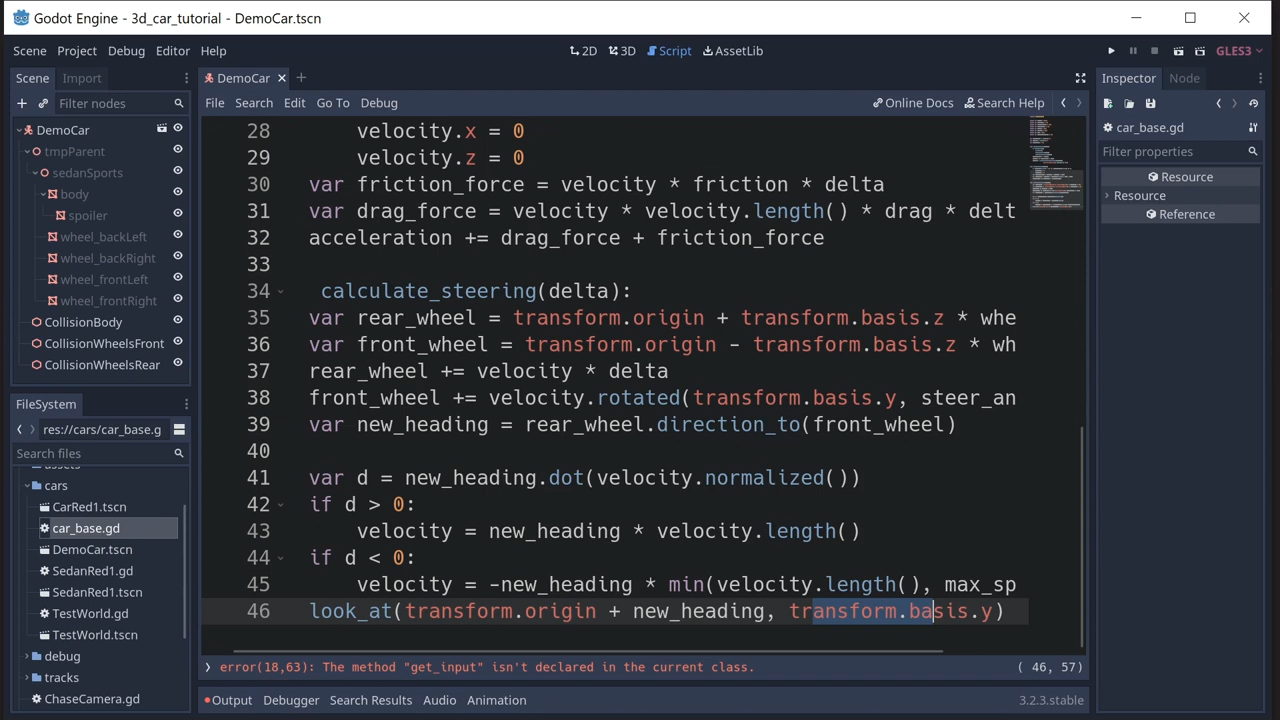 Godot Engine - 3d_car_tutorial - DemoCar.tscn
Scene Project Debug Editor Help
2D 3D Script AssetLib
GLES3
Scene Import
Filter nodes
DemoCar
tmpParent
sedanSports
body
spoiler
wheel_backLeft
wheel_backRight
wheel_frontLeft
wheel_frontRight
CollisionBody
CollisionWheelsFront
CollisionWheelsRear
FileSystem
res://cars/car_base.g
Search files
assets
cars
CarRed1.tscn
car_base.gd
DemoCar.tscn
SedanRed1.gd
SedanRed1.tscn
TestWorld.gd
TestWorld.tscn
debug
tracks
ChaseCamera.gd
DemoCar
File Search Edit Go To Debug
Online Docs Search Help
28 velocity.x = 0
29 velocity.z = 0
30 var friction_force = velocity * friction * delta
31 var drag_force = velocity * velocity.length() * drag * delt
32 acceleration += drag_force + friction_force
33
34 calculate_steering(delta):
35 var rear_wheel = transform.origin + transform.basis.z * whe
36 var front_wheel = transform.origin - transform.basis.z * wh
37 rear_wheel += velocity * delta
38 front_wheel += velocity.rotated(transform.basis.y, steer_an
39 var new_heading = rear_wheel.direction_to(front_wheel)
40
41 var d = new_heading.dot(velocity.normalized())
42 if d > 0:
43 velocity = new_heading * velocity.length()
44 if d < 0:
45 velocity = -new_heading * min(velocity.length(), max_sp
46 look_at(transform.origin + new_heading, transform.basis.y)
error(18,63): The method "get_input" isn't declared in the current class.
( 46, 57)
Output Debugger Search Results Audio Animation
3.2.3.stable
Inspector Node
car_base.gd
Filter properties
Resource
Resource
Reference